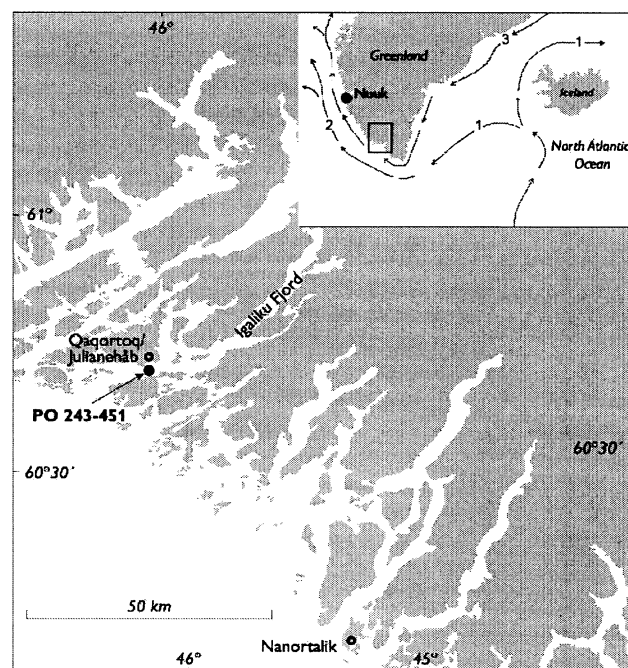 46°
Greenland
3
1
Nuuk
Iceland
2
1
North Atlantic
Ocean
61°
Igaliku Fjord
Qaqortoq/
Julianehåb
PO 243-451
60°30´
60°30´
50 km
Nanortalik
46°
45°